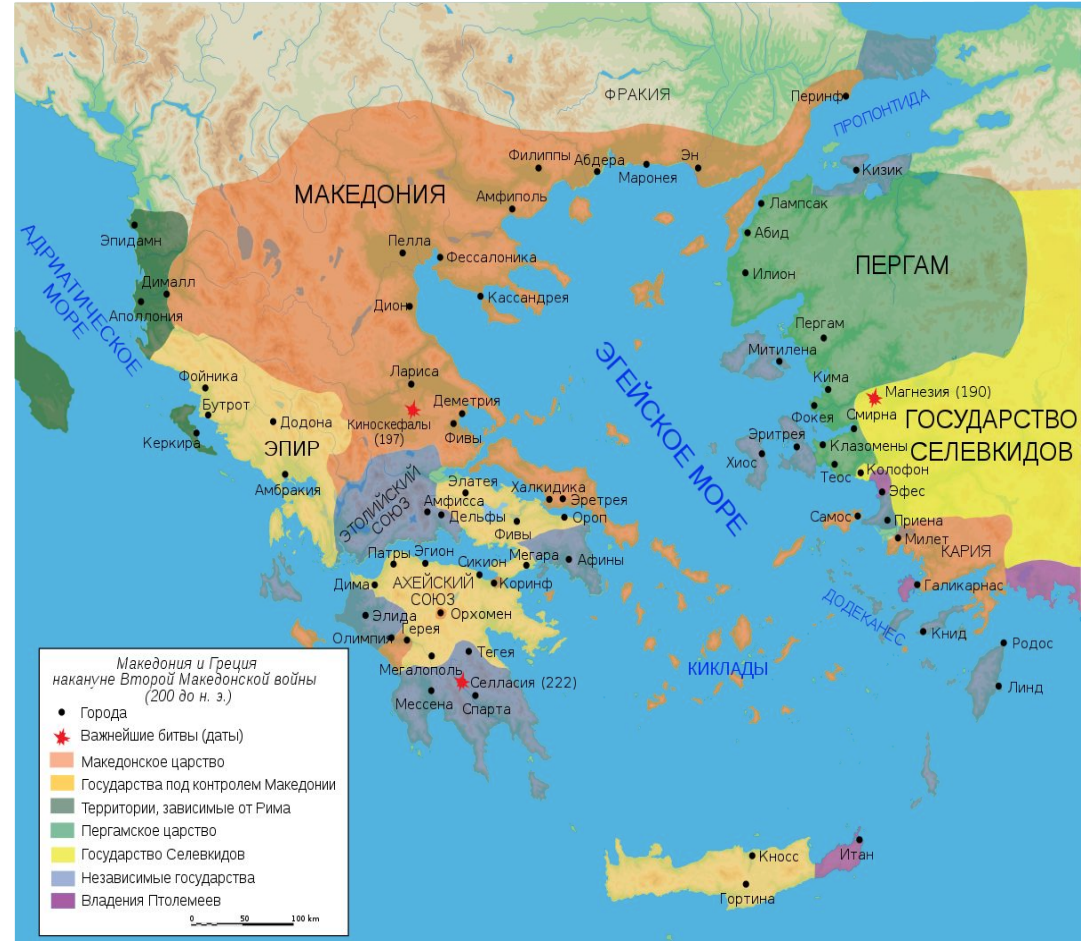 ФРАКИЯ
Перинф
ПРОПОНТИДА
Филиппы
Абдера
Маронея
Эн
Кизик
МАКЕДОНИЯ
Амфиполь
Лампсак
Эпидамн
Абид
АДРИАТИЧЕСКОЕ
МОРЕ
Пелла
Фессалоника
ПЕРГАМ
Илион
Дималл
Аполлония
Дион
Кассандрея
Пергам
Митилена
ЭГЕЙСКОЕ МОРЕ
Фойника
Лариса
Кима
Магнезия (190)
Бутрот
Додона
Киноскефалы
(197)
Деметрия
Фивы
Фокея
Смирна
ГОСУДАРСТВО
СЕЛЕВКИДОВ
Керкира
ЭПИР
Эритрея
Клазомены
Хиос
Теос
Колофон
Амбракия
ЭТОЛИЙСКИЙ
СОЮЗ
Элатея
Амфисса
Дельфы
Халкидика
Эретрея
Ороп
Фивы
Эфес
Самос
Приена
Милет
КАРИЯ
Патры
Эгион
Сикион
Мегара
Афины
Дима
АХЕЙСКИЙ
СОЮЗ
Коринф
Галикарнас
Элида
Орхомен
ДОДЕКАНЕС
Олимпия
Герея
Книд
Родос
Тегея
Мегалополь
КИКЛАДЫ
Селласия (222)
Линд
Мессена
Спарта
Итан
Кносс
Гортина
Македония и Греция
накануне Второй Македонской войны
(200 до н. э.)
Города
Важнейшие битвы (даты)
Македонское царство
Государства под контролем Македонии
Территории, зависимые от Рима
Пергамское царство
Государство Селевкидов
Независимые государства
Владения Птолемеев
0 50 100 km